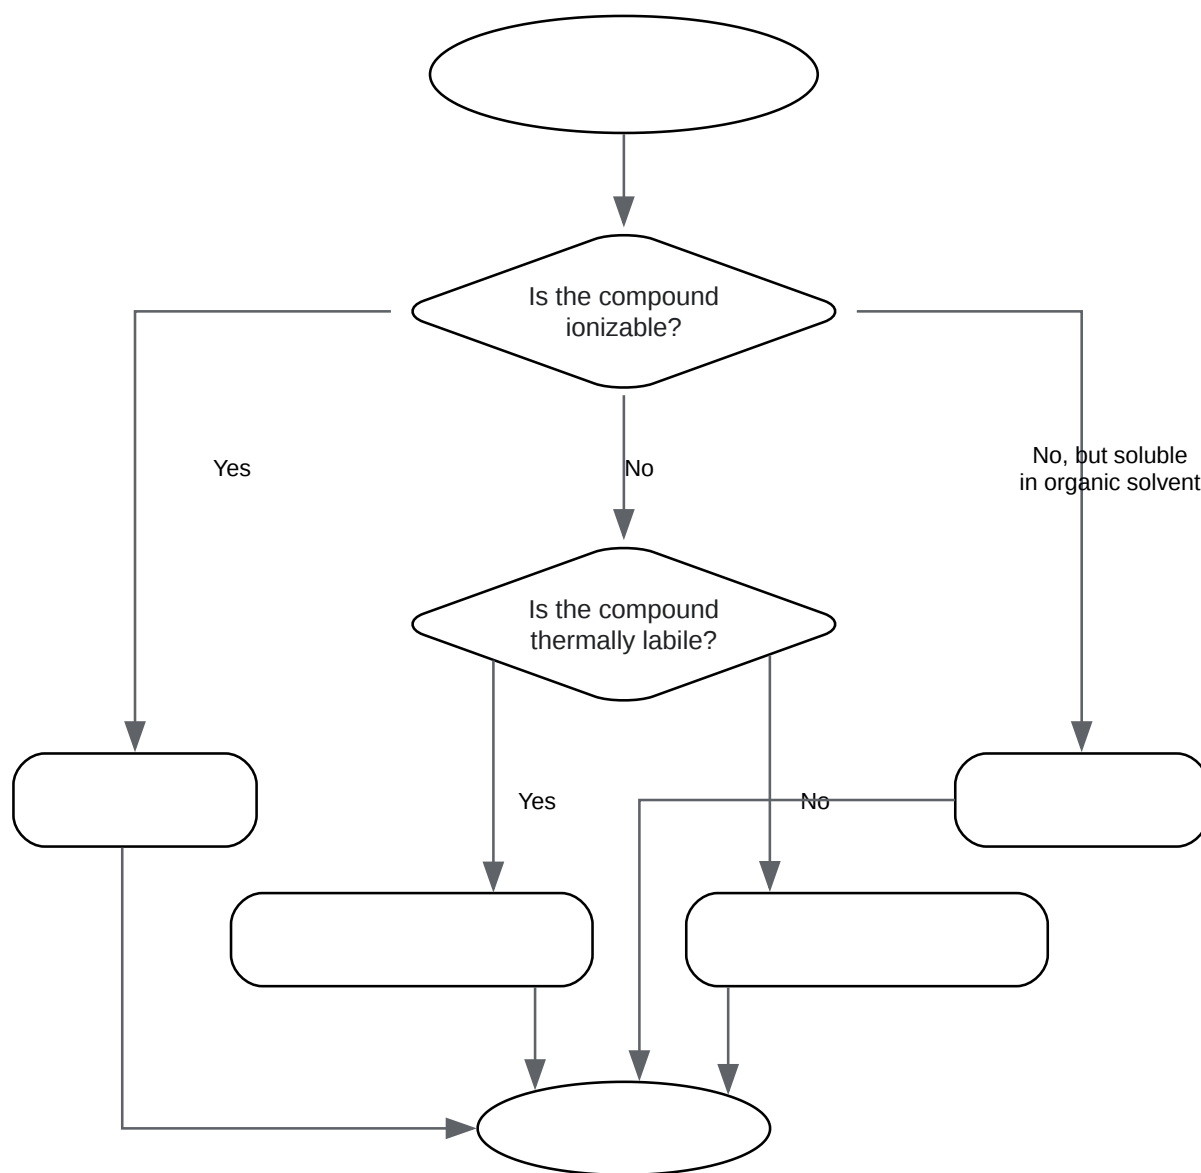 Is the compound
ionizable?
Yes
No
No, but soluble
in organic solvent
Is the compound
thermally labile?
Yes
No